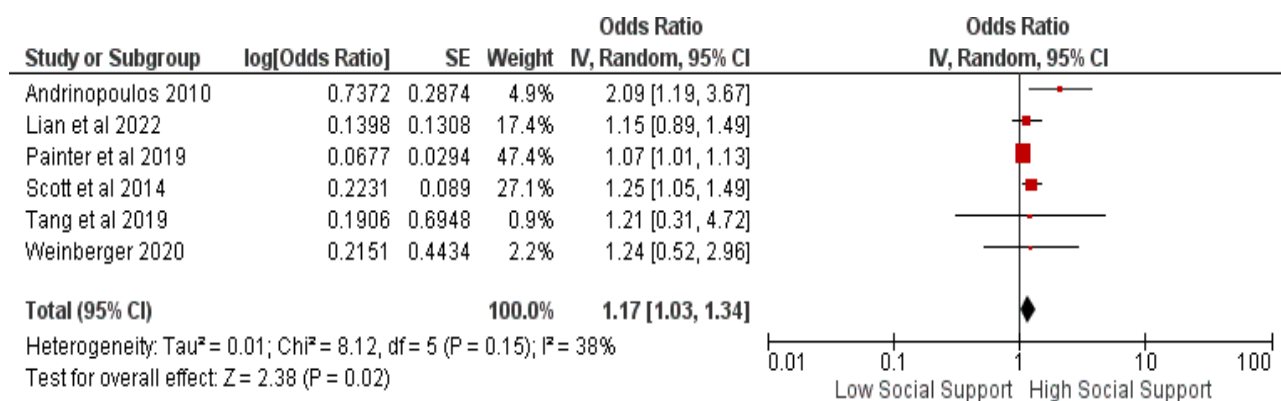 Odds Ratio Odds Ratio
Study or Subgroup log[Odds Ratio] SE Weight IV, Random, 95% CI IV, Random, 95% CI
Andrinopoulos 2010 0.7372 0.2874 4.9% 2.09 [1.19, 3.67]
Lian et al 2022 0.1398 0.1308 17.4% 1.15 [0.89, 1.49]
Painter et al 2019 0.0677 0.0294 47.4% 1.07 [1.01, 1.13]
Scott et al 2014 0.2231 0.089 27.1% 1.25 [1.05, 1.49]
Tang et al 2019 0.1906 0.6948 0.9% 1.21 [0.31, 4.72]
Weinberger 2020 0.2151 0.4434 2.2% 1.24 [0.52, 2.96]
Total (95% CI) 100.0% 1.17 [1.03, 1.34]
Heterogeneity: Tau² = 0.01; Chi² = 8.12, df = 5 (P = 0.15); I² = 38%
Test for overall effect: Z = 2.38 (P = 0.02)
0.01 0.1 1 10 100
Low Social Support High Social Support